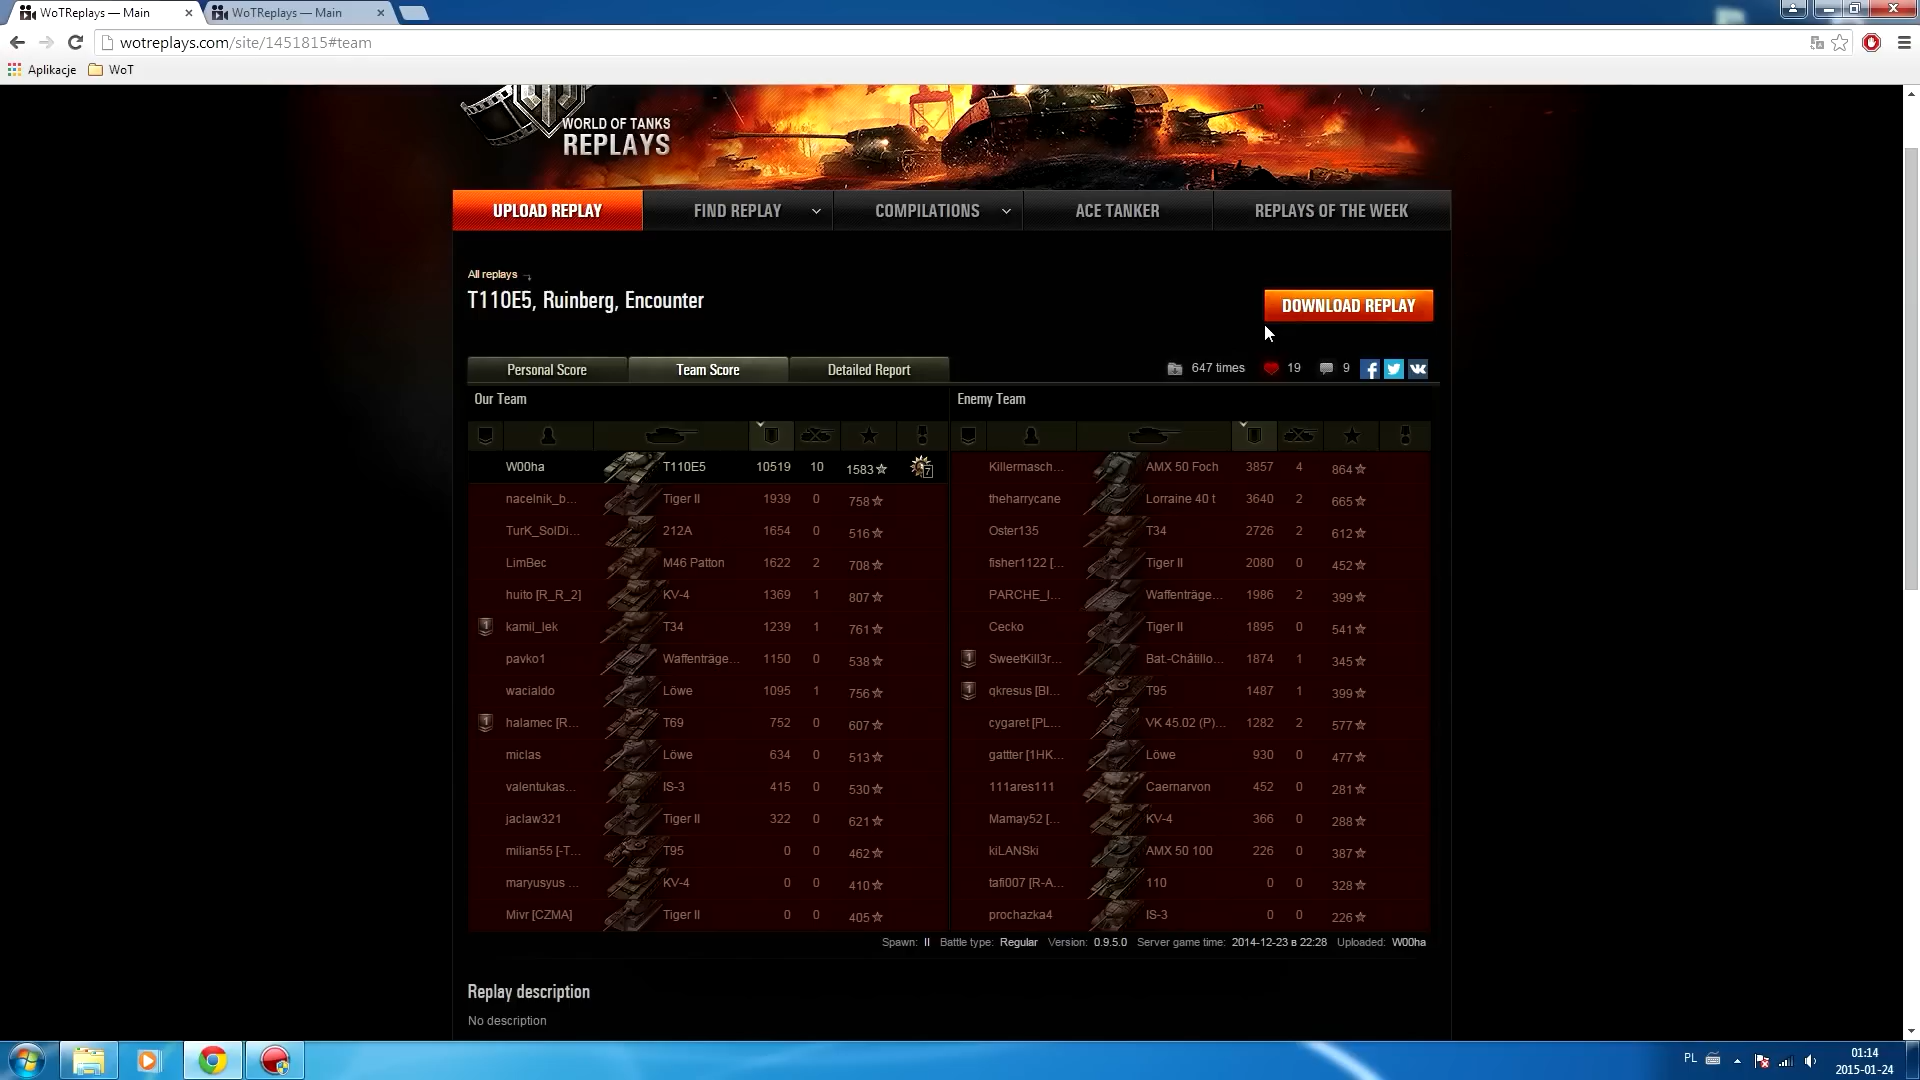 WoTReplays — Main
WoTReplays — Main
wotreplays.com/site/1451815#team
Aplikacje WoT
WORLD OF TANKS
REPLAYS
UPLOAD REPLAY FIND REPLAY COMPILATIONS ACE TANKER REPLAYS OF THE WEEK
All replays
T110E5, Ruinberg, Encounter
DOWNLOAD REPLAY
Personal Score Team Score Detailed Report 647 times 19 9
Our Team Enemy Team
W00ha T110E5 10519 10 1583 7 Killermasch... AMX 50 Foch 3857 4 864
nacelnik_b... Tiger II 1939 0 758 theharrycane Lorraine 40 t 3640 2 665
TurK_SolDi... 212A 1654 0 516 Oster135 T34 2726 2 612
LimBec M46 Patton 1622 2 708 fisher1122 [... Tiger II 2080 0 452
huito [R_R_2] KV-4 1369 1 807 PARCHE_I... Waffenträge... 1986 2 399
1 kamil_lek T34 1239 1 761 Cecko Tiger II 1895 0 541
pavko1 Waffenträge... 1150 0 538 1 SweetKill3r... Bat.-Châtillo... 1874 1 345
wacialdo Löwe 1095 1 756 1 qkresus [BI... T95 1487 1 399
1 halamec [R... T69 752 0 607 cygaret [PL... VK 45.02 (P)... 1282 2 577
miclas Löwe 634 0 513 gattter [1HK... Löwe 930 0 477
valentukas... IS-3 415 0 530 111ares111 Caernarvon 452 0 281
jaclaw321 Tiger II 322 0 621 Mamay52 [... KV-4 366 0 288
milian55 [-T... T95 0 0 462 kiLANSki AMX 50 100 226 0 387
maryusyus ... KV-4 0 0 410 tafi007 [R-A... 110 0 0 328
Mivr [CZMA] Tiger II 0 0 405 prochazka4 IS-3 0 0 226
Spawn: II Battle type: Regular Version: 0.9.5.0 Server game time: 2014-12-23 в 22:28 Uploaded: W00ha
Replay description
No description
PL
01:14
2015-01-24